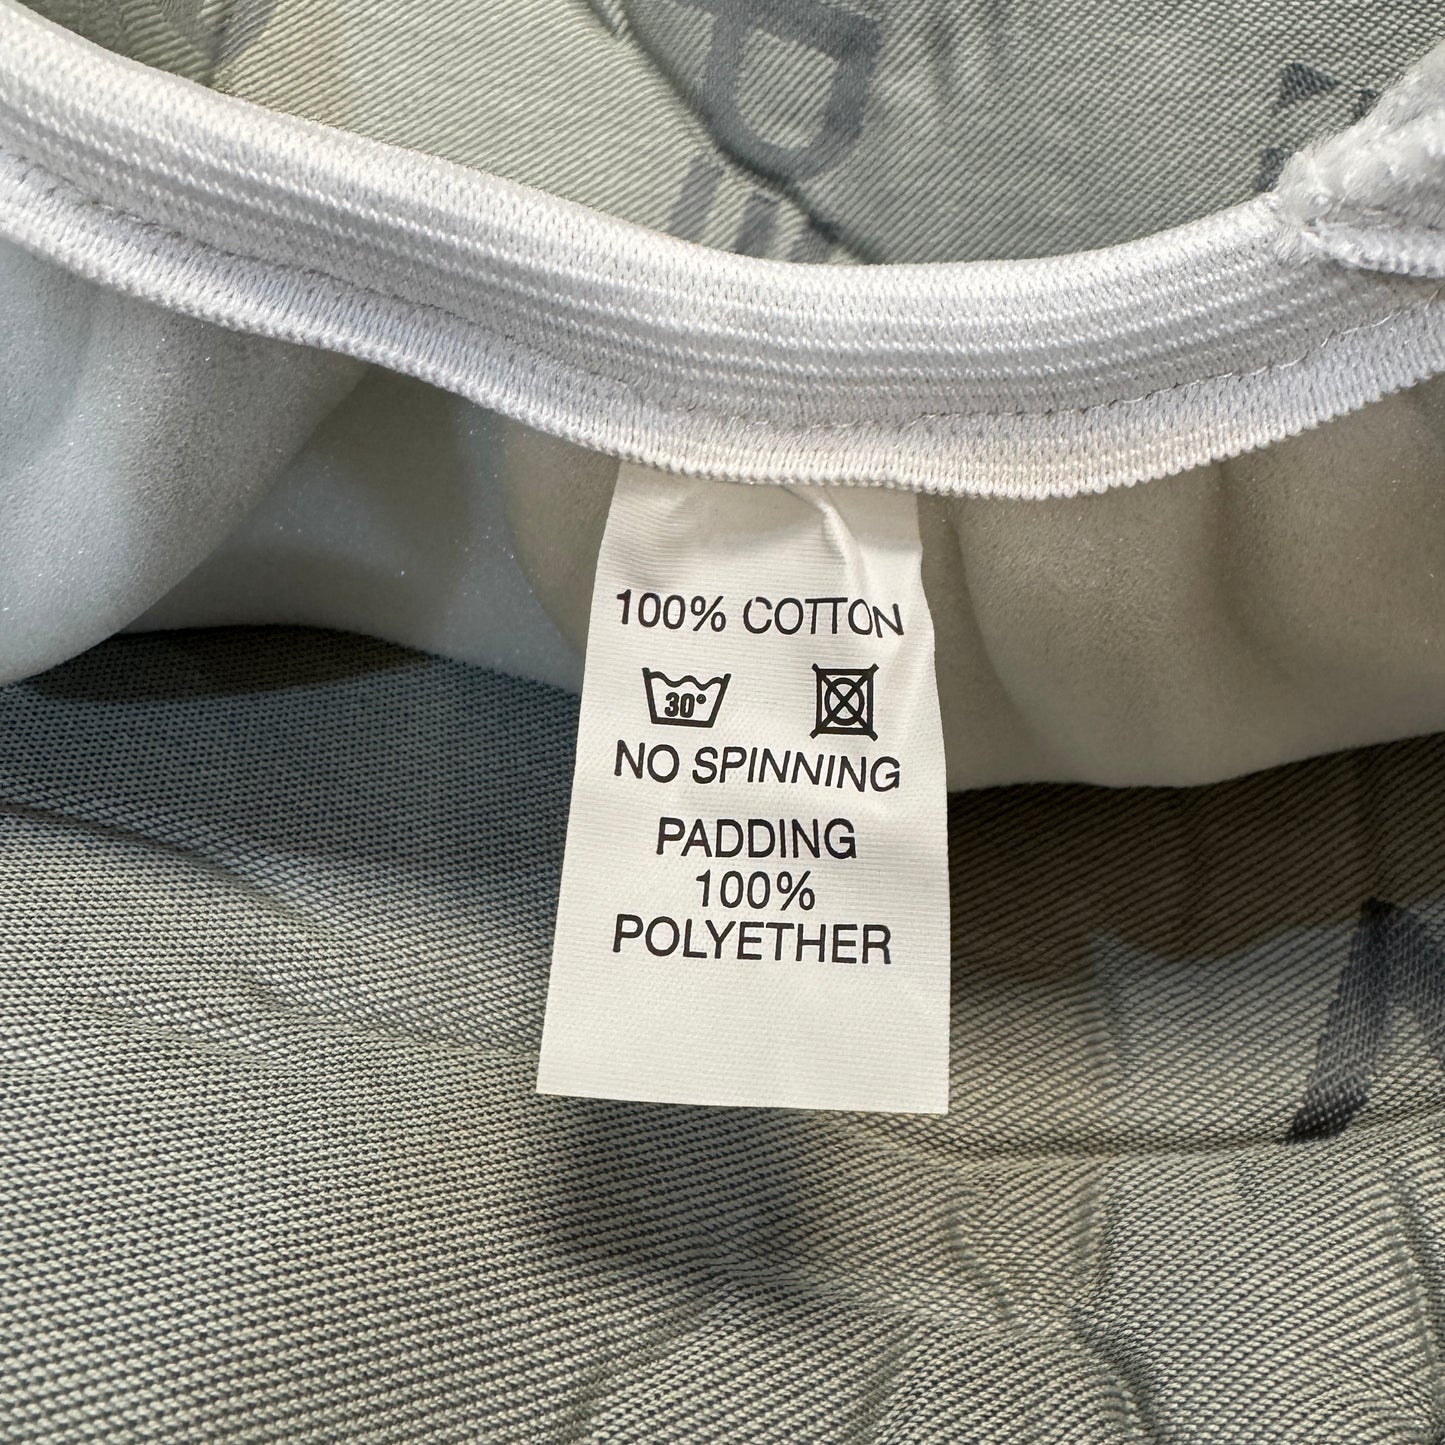 100% COTTON
30°
NO SPINNING
PADDING
100%
POLYETHER